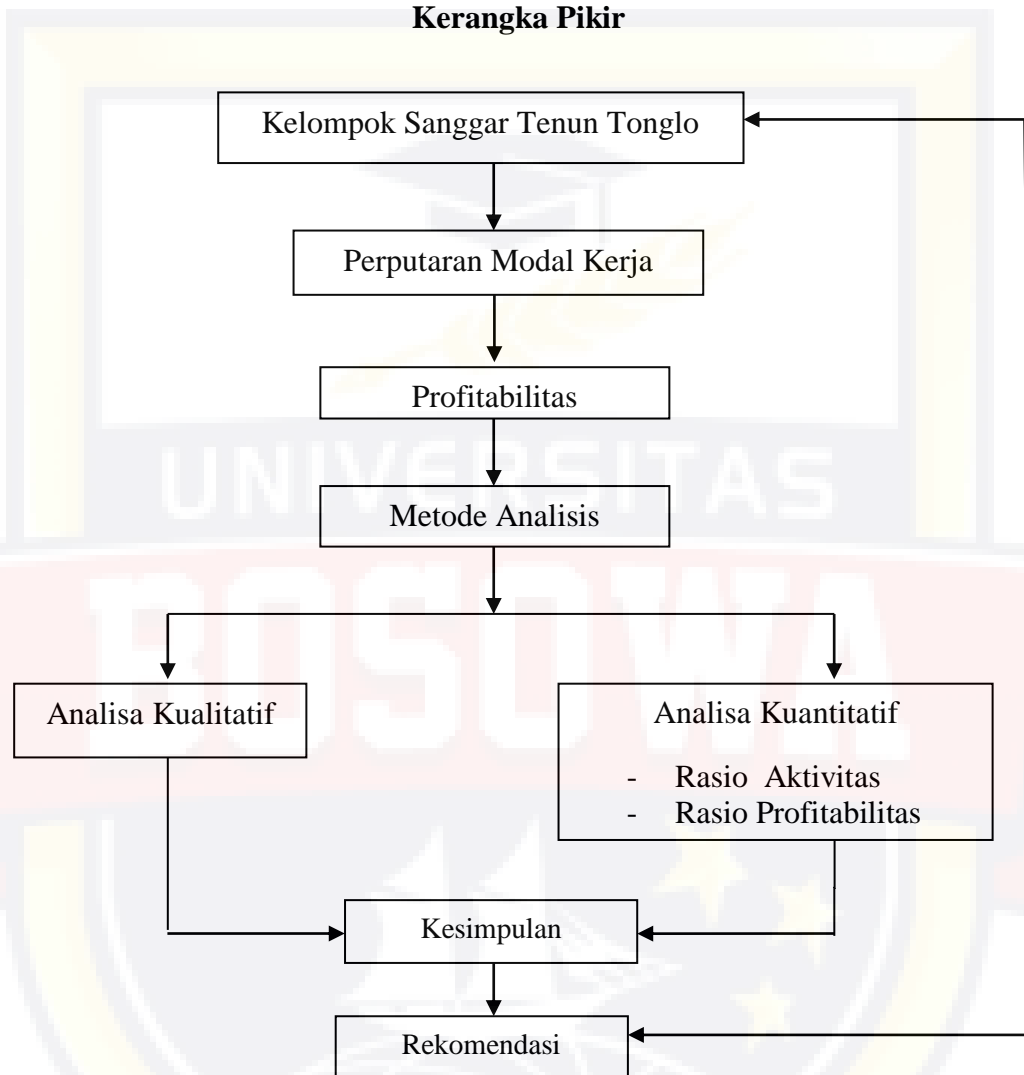 Kerangka Pikir
Kelompok Sanggar Tenun Tonglo
Perputaran Modal Kerja
Profitabilitas
UNIVERSITAS
Metode Analisis
BOSOWA
Analisa Kualitatif
Analisa Kuantitatif
- Rasio Aktivitas
- Rasio Profitabilitas
Kesimpulan
Rekomendasi